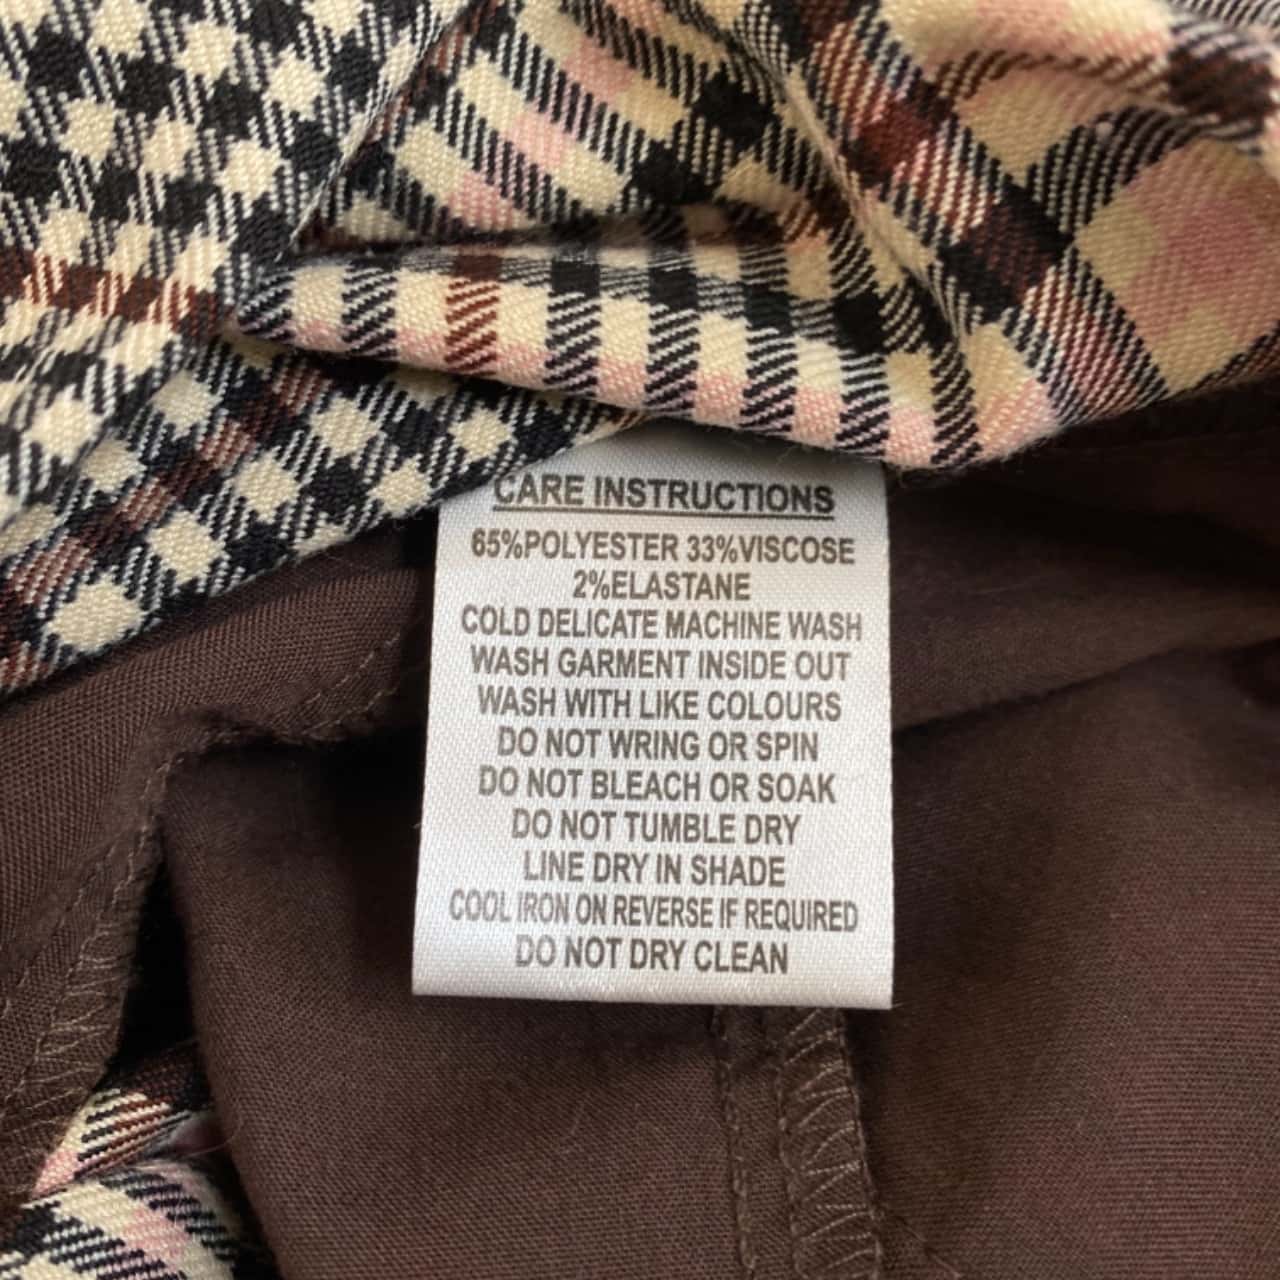 CARE INSTRUCTIONS
65%POLYESTER 33%VISCOSE
2%ELASTANE
COLD DELICATE MACHINE WASH
WASH GARMENT INSIDE OUT
WASH WITH LIKE COLOURS
DO NOT WRING OR SPIN
DO NOT BLEACH OR SOAK
DO NOT TUMBLE DRY
LINE DRY IN SHADE
COOL IRON ON REVERSE IF REQUIRED
DO NOT DRY CLEAN